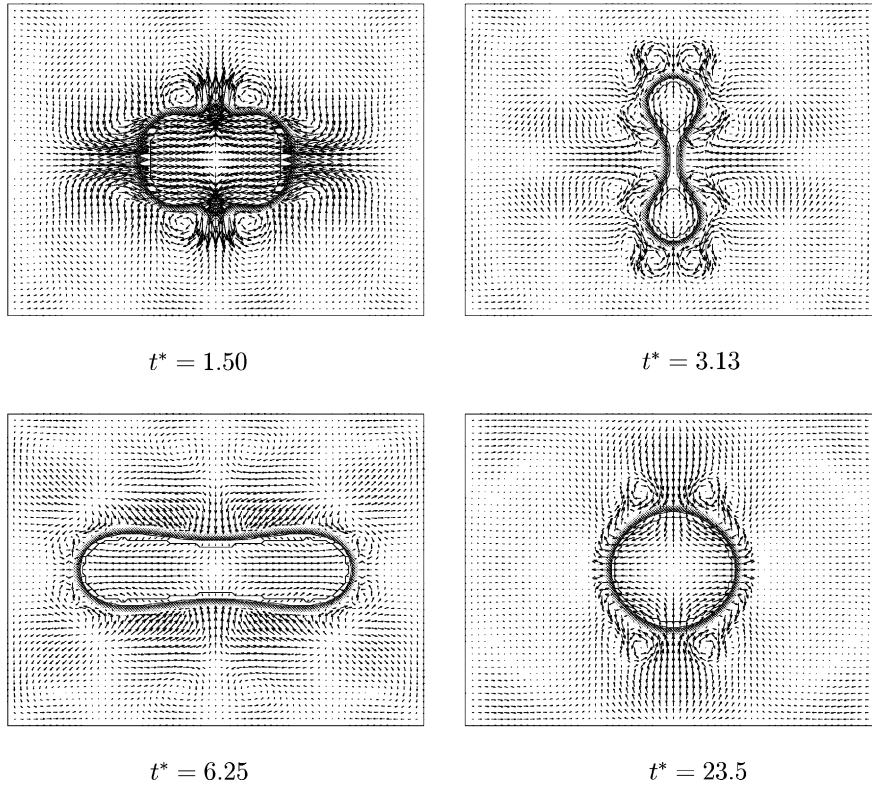 t* = 1.50
t* = 3.13
t* = 6.25
t* = 23.5